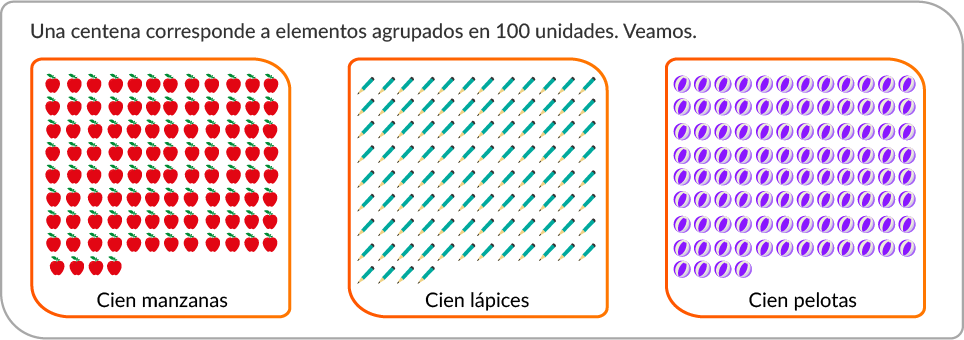 Una centena corresponde a elementos agrupados en 100 unidades. Veamos.
Cien manzanas
Cien lápices
Cien pelotas